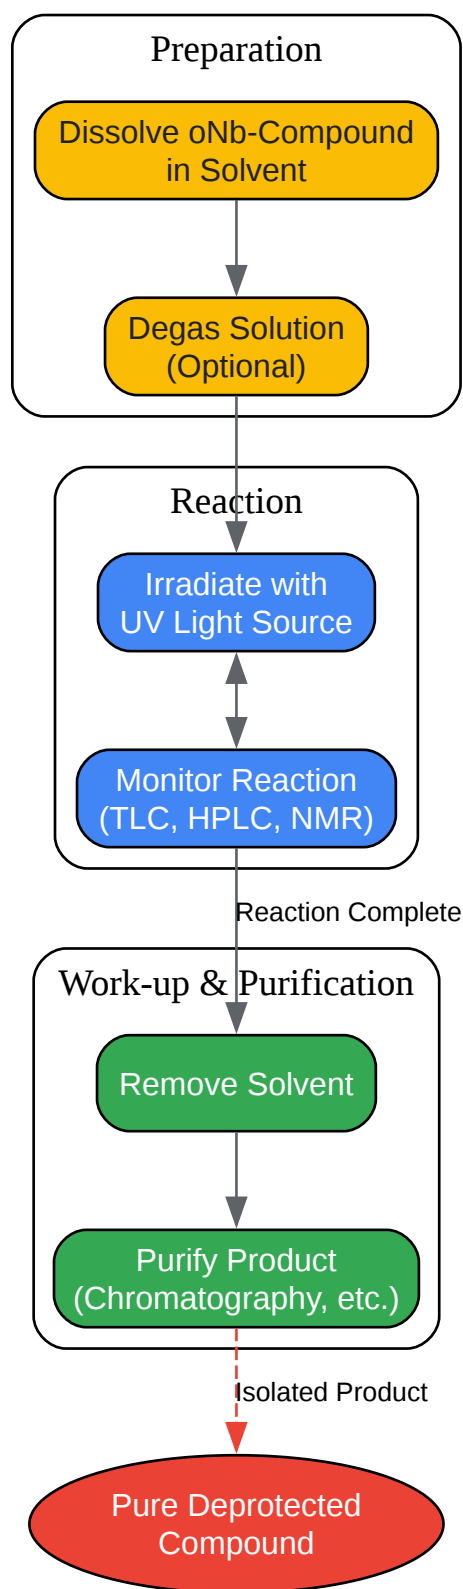 Preparation
Dissolve oNb-Compound
in Solvent
Degas Solution
(Optional)
Reaction
Irradiate with
UV Light Source
Monitor Reaction
(TLC, HPLC, NMR)
Reaction Complete
Work-up & Purification
Remove Solvent
Purify Product
(Chromatography, etc.)
Isolated Product
Pure Deprotected
Compound